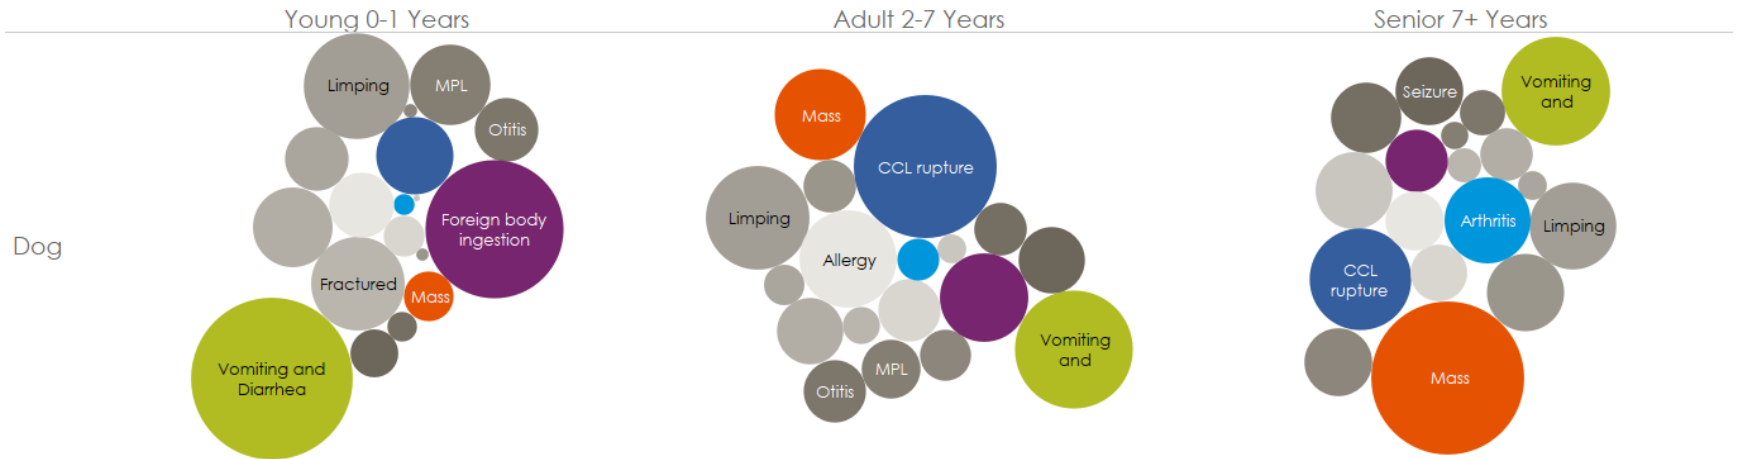 Young 0-1 Years
Adult 2-7 Years
Senior 7+ Years
Dog
Limping
MPL
Otitis
Foreign body
ingestion
Fractured
Mass
Vomiting and
Diarrhea
Mass
CCL rupture
Limping
Allergy
Vomiting
and
MPL
Otitis
Seizure
Vomiting
and
Arthritis
Limping
CCL
rupture
Mass